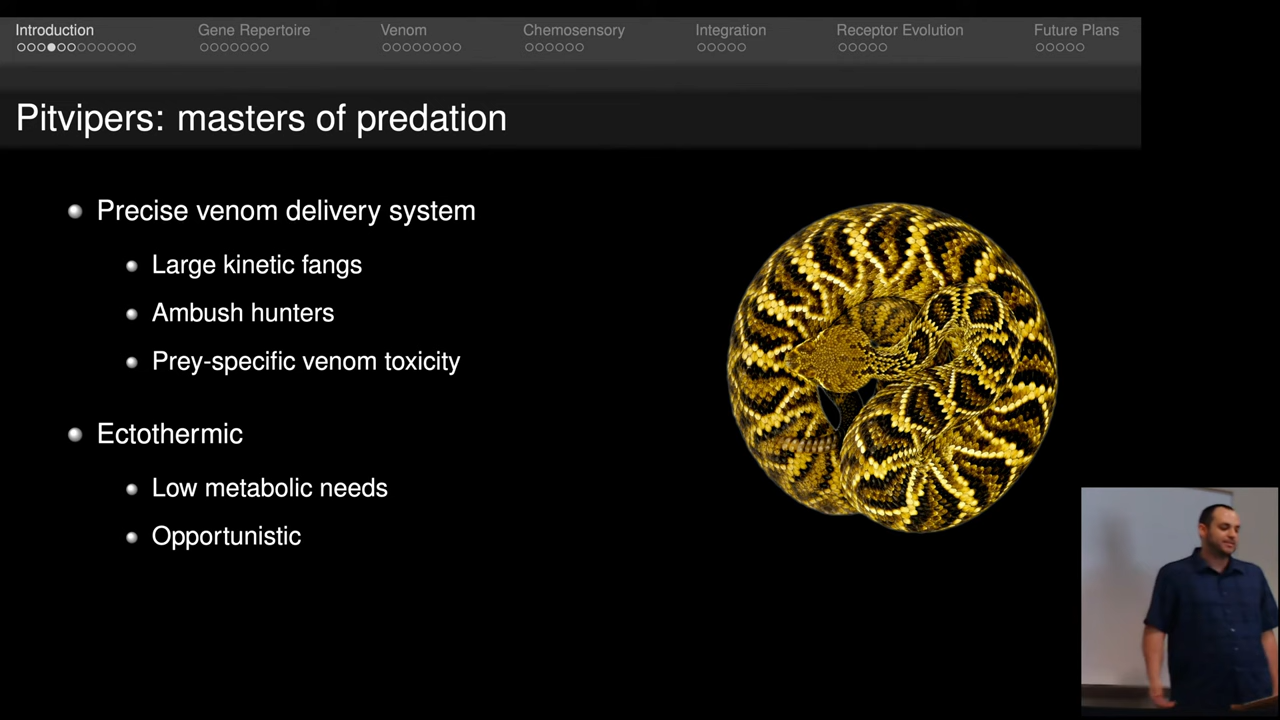 Introduction
Gene Repertoire
Venom
Chemosensory
Integration
Receptor Evolution
Future Plans
Pitvipers: masters of predation
Precise venom delivery system
Large kinetic fangs
Ambush hunters
Prey-specific venom toxicity
Ectothermic
Low metabolic needs
Opportunistic